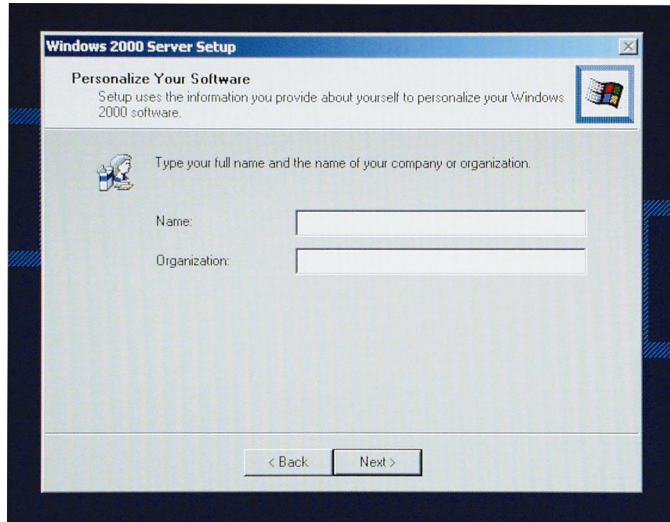 Windows 2000 Server Setup
Personalize Your Software
Setup uses the information you provide about yourself to personalize your Windows
2000 software.
Type your full name and the name of your company or organization.
Name:
Organization:
< Back
Next >